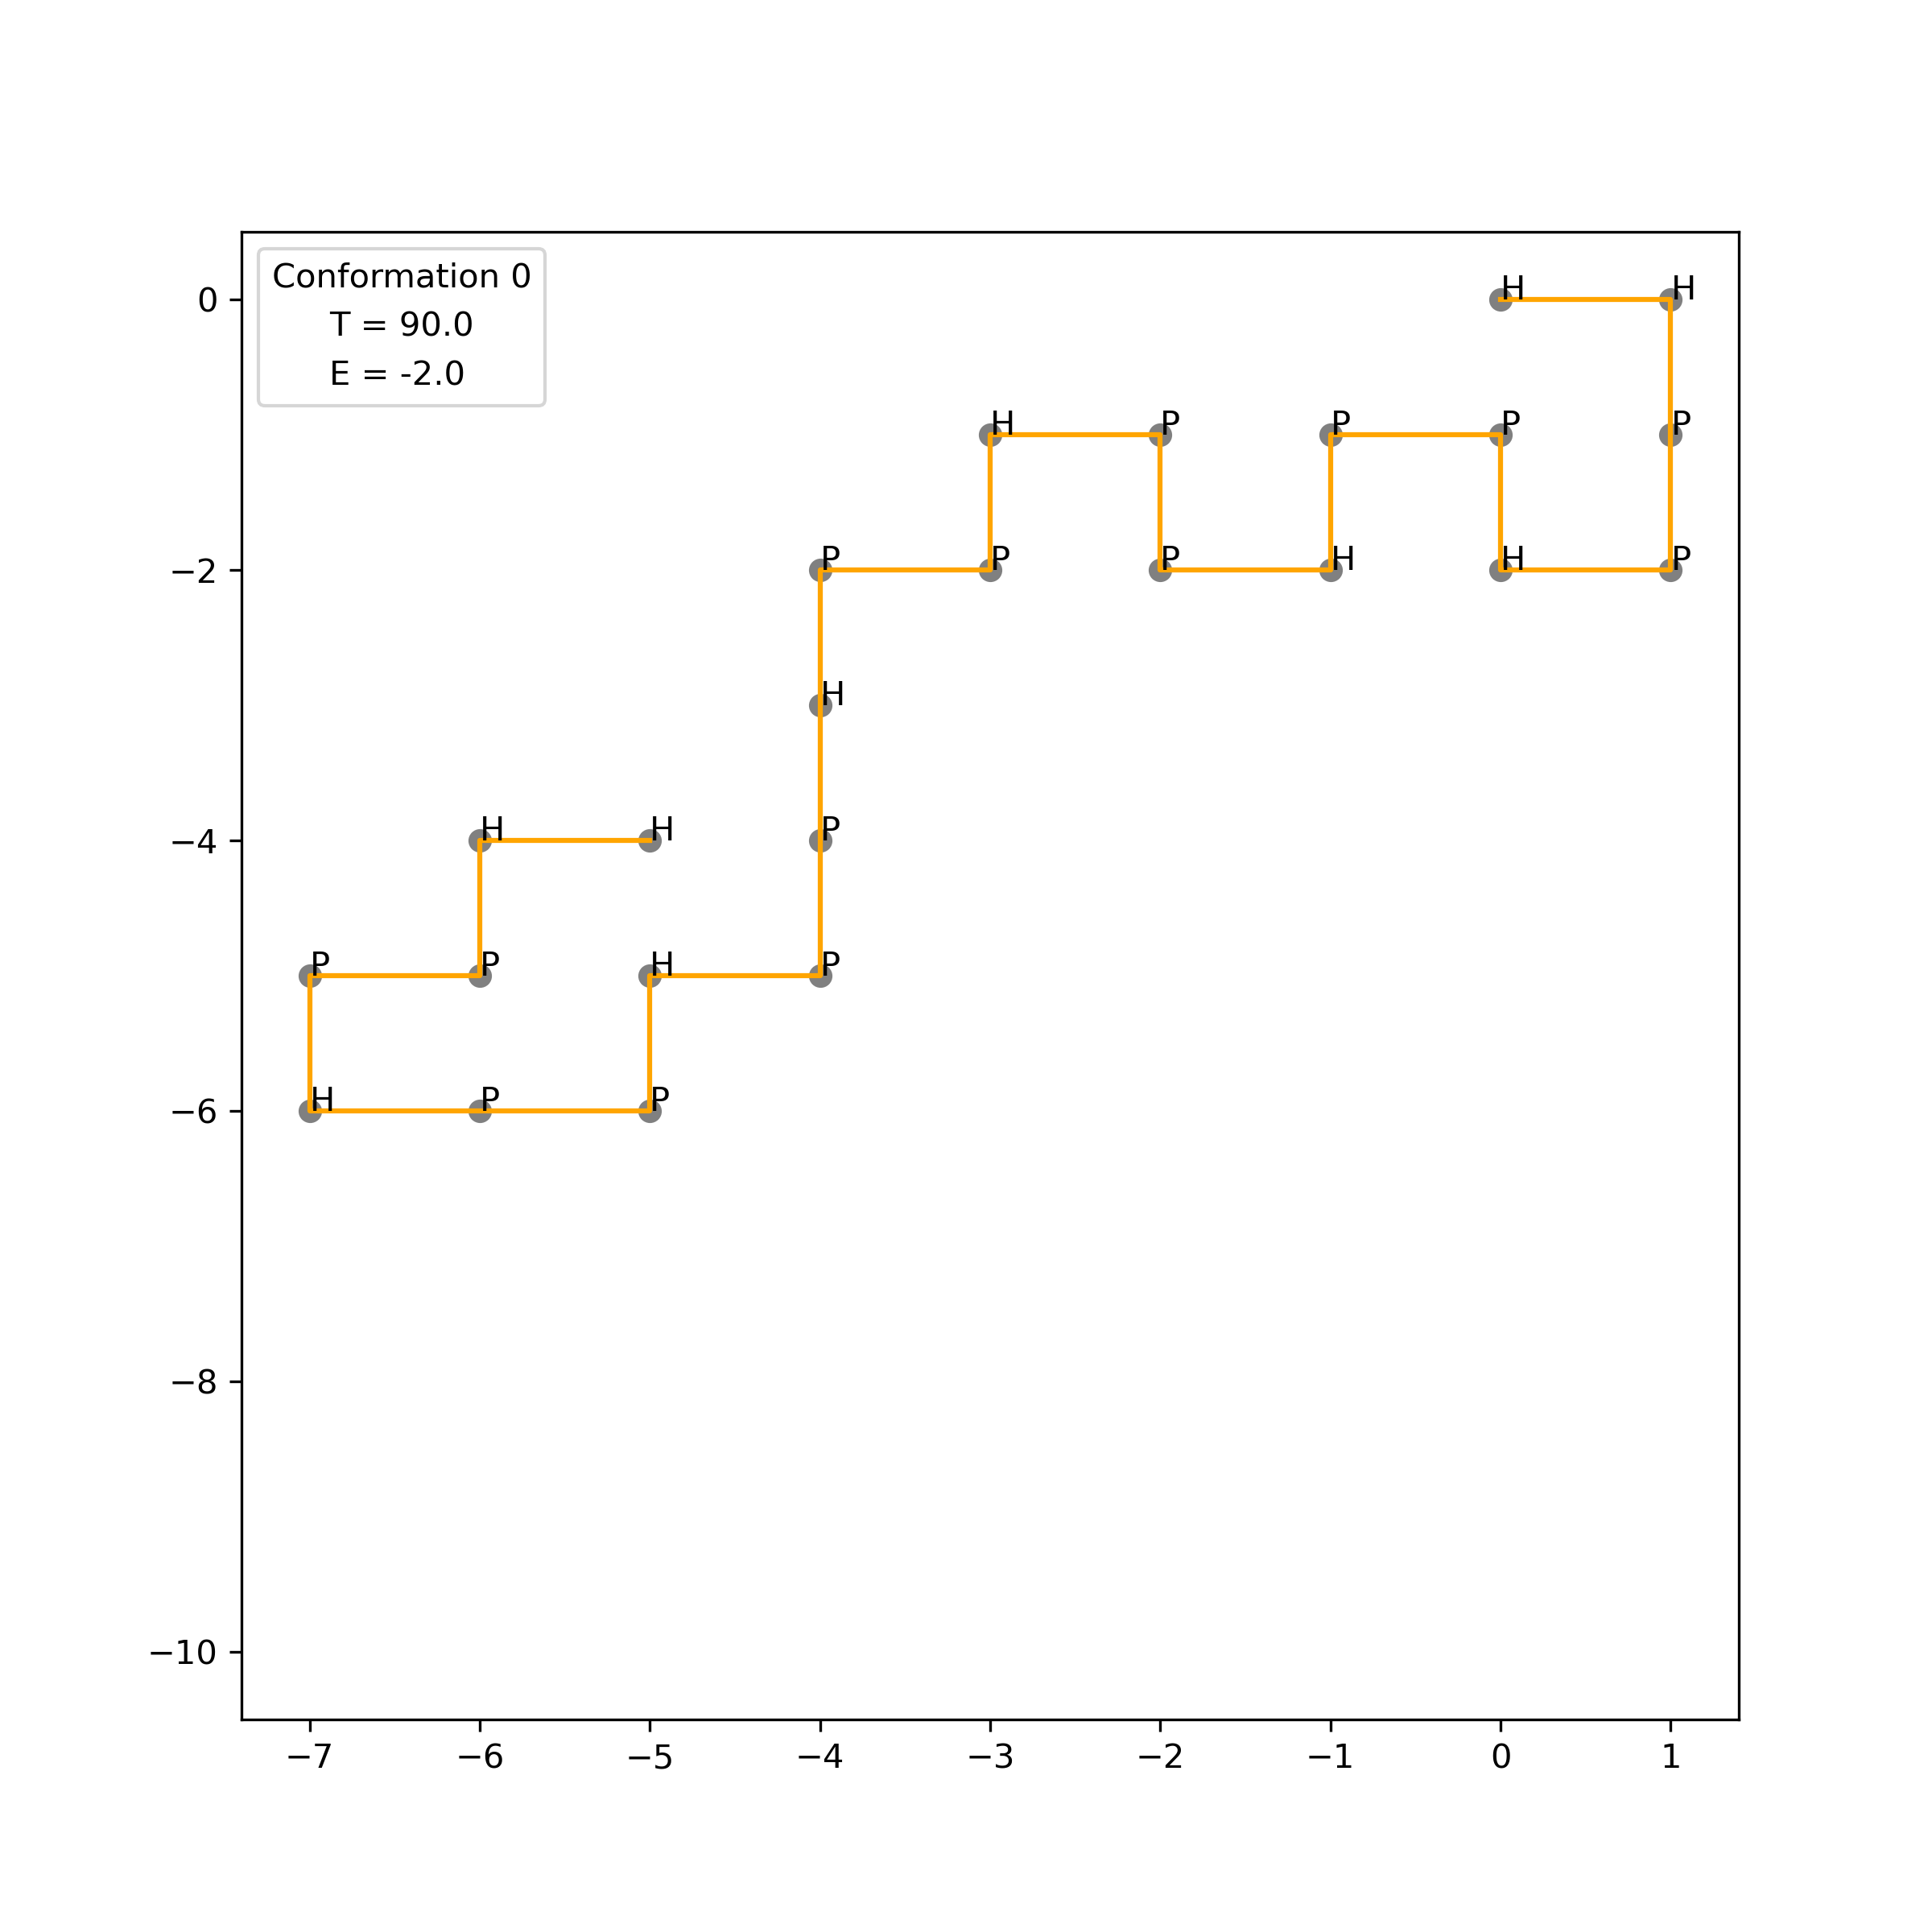 Conformation 0
T = 90.0
E = -2.0
0
−2
−4
−6
−8
−10
H H
H P P P P
P P P H H P
H
H H P
P P H P
H P P
−7 −6 −5 −4 −3 −2 −1 0 1